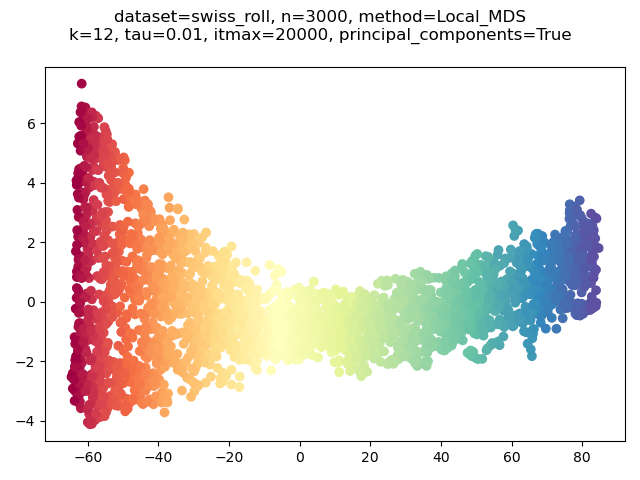 dataset=swiss_roll, n=3000, method=Local_MDS
k=12, tau=0.01, itmax=20000, principal_components=True
6
4
2
0
−2
−4
−60 −40 −20 0 20 40 60 80